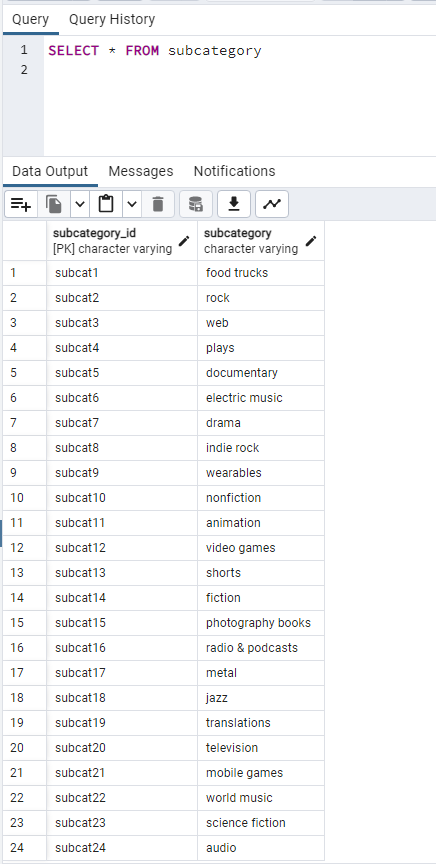 Query Query History
1 SELECT * FROM subcategory
2
Data Output Messages Notifications
subcategory_id subcategory
[PK] character varying character varying
1 subcat1 food trucks
2 subcat2 rock
3 subcat3 web
4 subcat4 plays
5 subcat5 documentary
6 subcat6 electric music
7 subcat7 drama
8 subcat8 indie rock
9 subcat9 wearables
10 subcat10 nonfiction
11 subcat11 animation
12 subcat12 video games
13 subcat13 shorts
14 subcat14 fiction
15 subcat15 photography books
16 subcat16 radio & podcasts
17 subcat17 metal
18 subcat18 jazz
19 subcat19 translations
20 subcat20 television
21 subcat21 mobile games
22 subcat22 world music
23 subcat23 science fiction
24 subcat24 audio